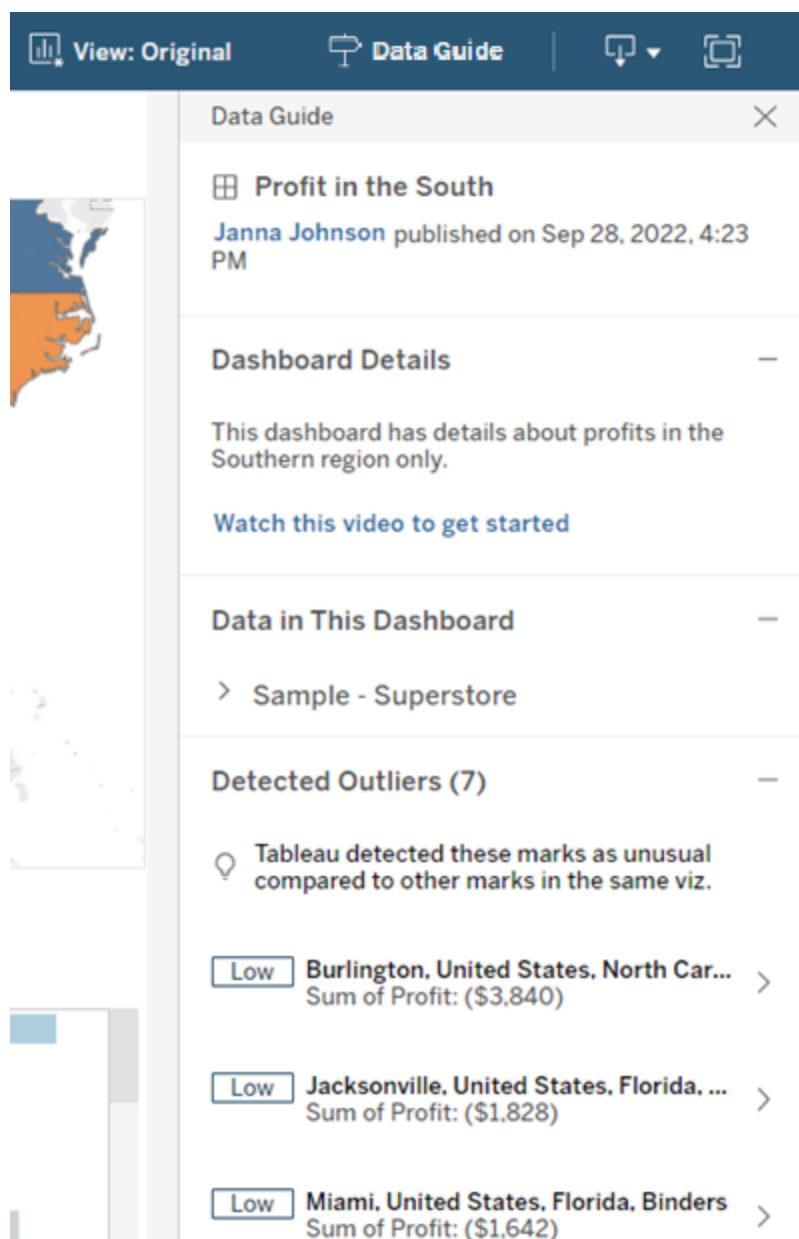 View: Original
Data Guide
Data Guide
Profit in the South
Janna Johnson published on Sep 28, 2022, 4:23
PM
Dashboard Details
This dashboard has details about profits in the
Southern region only.
Watch this video to get started
Data in This Dashboard
Sample - Superstore
Detected Outliers (7)
Tableau detected these marks as unusual
compared to other marks in the same viz.
Low
Burlington, United States, North Car...
Sum of Profit: ($3,840)
Low
Jacksonville, United States, Florida, ...
Sum of Profit: ($1,828)
Low
Miami, United States, Florida, Binders
Sum of Profit: ($1,642)